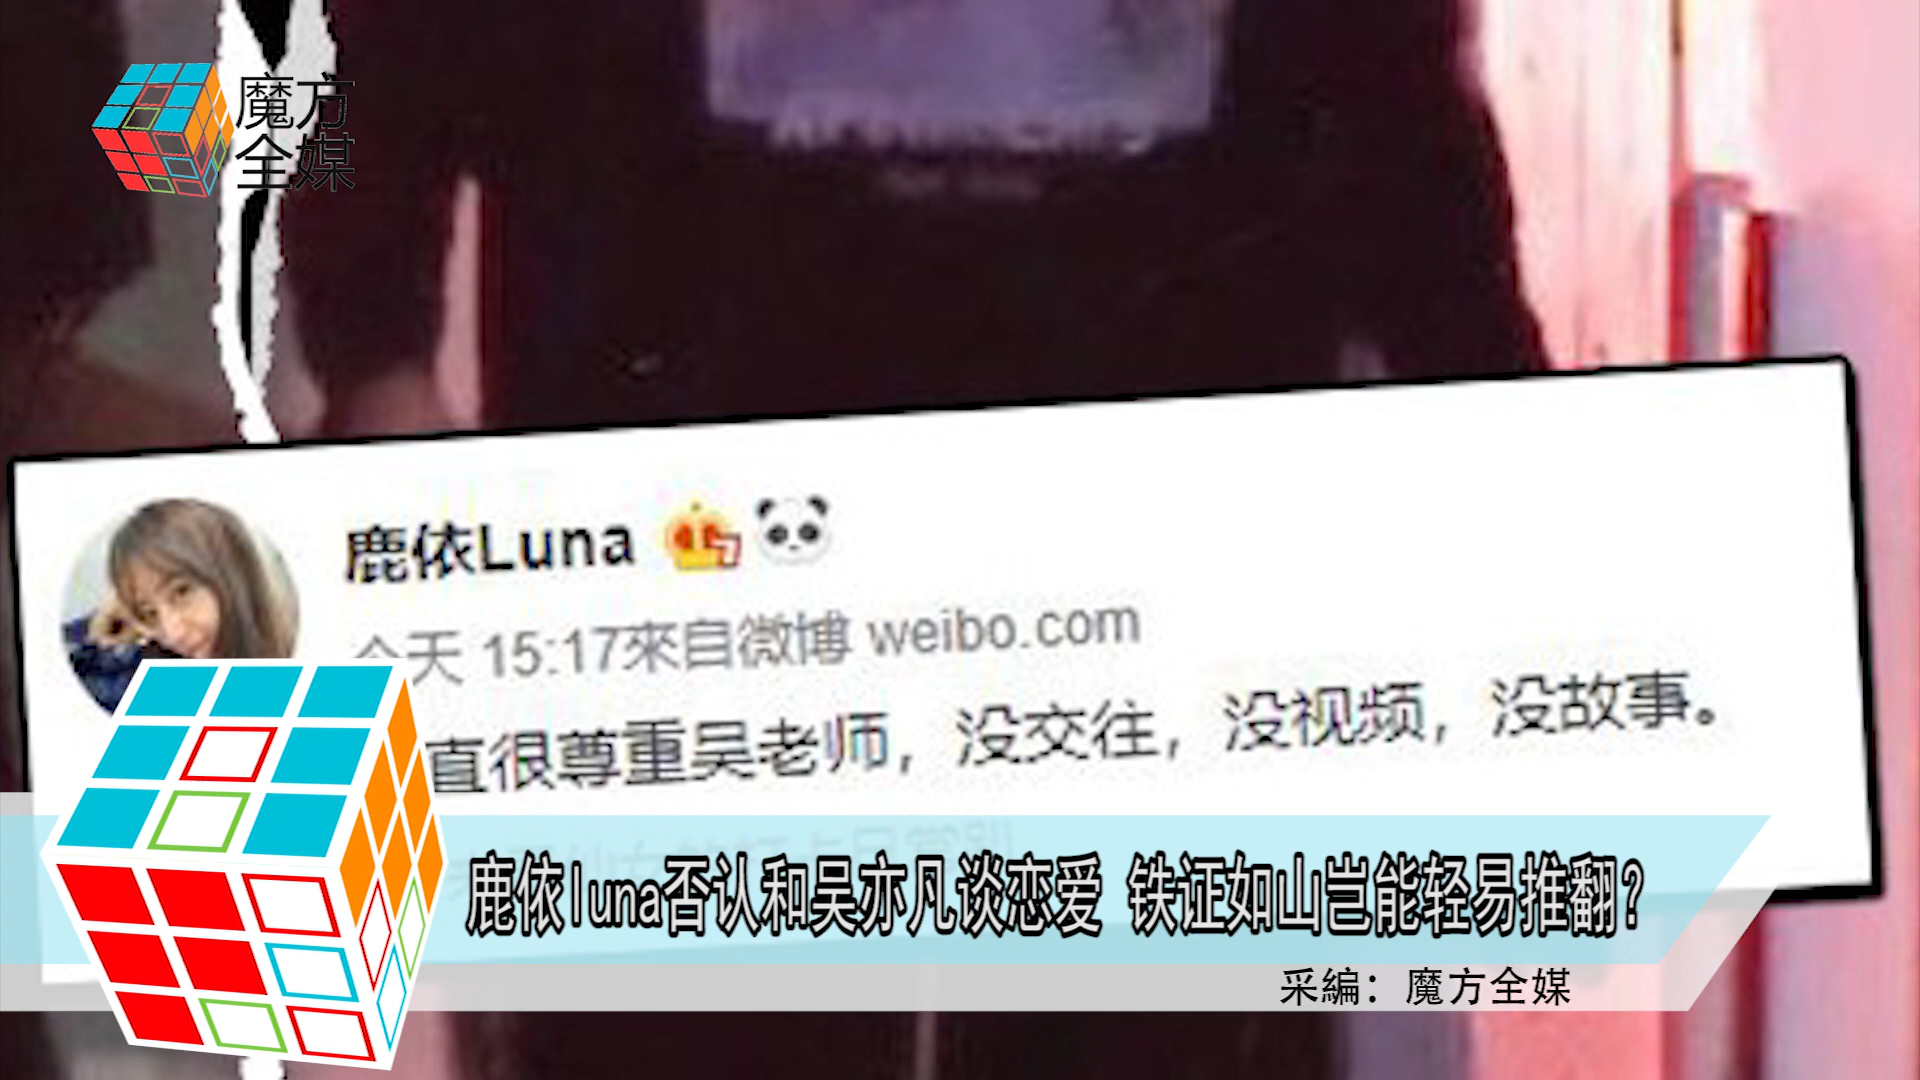 魔方
全媒
鹿依Luna
今天 15:17來自微博 weibo.com
直很尊重吴老师，没交往，没视频，没故事。
鹿依luna否认和吴亦凡谈恋爱 铁证如山岂能轻易推翻？
采編：魔方全媒